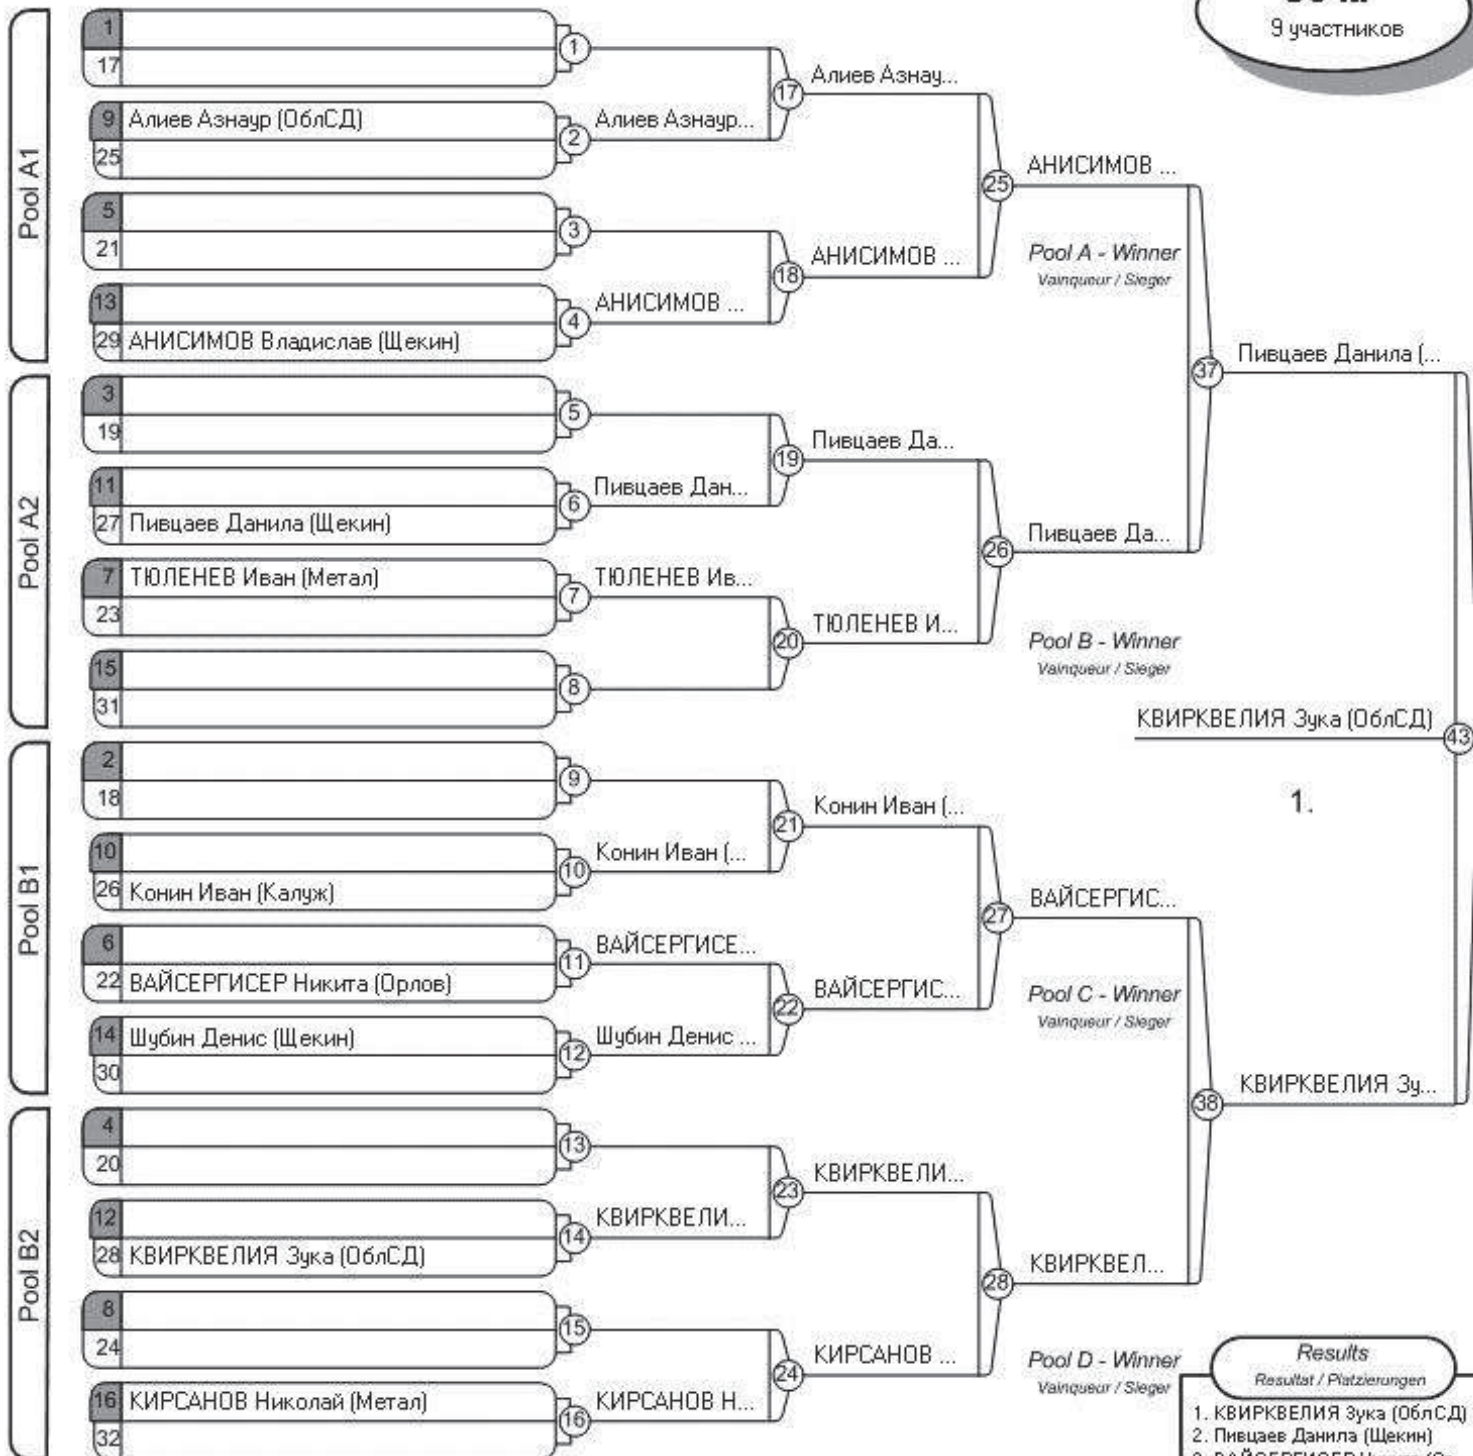 9 участников
Pool A1
1
17
1
9 Алиев Азнаур (ОблСД)
25
2
Алиев Азнаур...
17
Алиев Азнау...
5
21
3
13
29 АНИСИМОВ Владислав (Щекин)
4
АНИСИМОВ ...
18
АНИСИМОВ ...
25
АНИСИМОВ ...
Pool A - Winner
Vainqueur / Sieger
Pool A2
3
19
5
11
27 Пивцаев Данила (Щекин)
6
Пивцаев Дан...
19
Пивцаев Да...
7 ТЮЛЕНЕВ Иван (Метал)
23
7
ТЮЛЕНЕВ Ив...
15
31
8
20
ТЮЛЕНЕВ И...
26
Пивцаев Да...
Pool B - Winner
Vainqueur / Sieger
37
Пивцаев Данила (...
Pool B1
2
18
9
10
26 Конин Иван (Калуж)
10
Конин Иван (...
21
Конин Иван (...
6
22 ВАЙСЕРГИСЕР Никита (Орлов)
11
ВАЙСЕРГИСЕ...
14 Шубин Денис (Щекин)
30
12
Шубин Денис ...
22
ВАЙСЕРГИС...
27
ВАЙСЕРГИС...
Pool C - Winner
Vainqueur / Sieger
КВИРКВЕЛИЯ Зука (ОблСД)
43
1.
Pool B2
4
20
13
12
28 КВИРКВЕЛИЯ Зука (ОблСД)
14
КВИРКВЕЛИ...
23
КВИРКВЕЛИ...
8
24
15
16 КИРСАНОВ Николай (Метал)
32
16
КИРСАНОВ Н...
24
КИРСАНОВ ...
28
КВИРКВЕЛ...
38
КВИРКВЕЛИЯ Зу...
Pool D - Winner
Vainqueur / Sieger
Results
Resultat / Platzierungen
1. КВИРКВЕЛИЯ Зука (ОблСД)
2. Пивцаев Данила (Щекин)